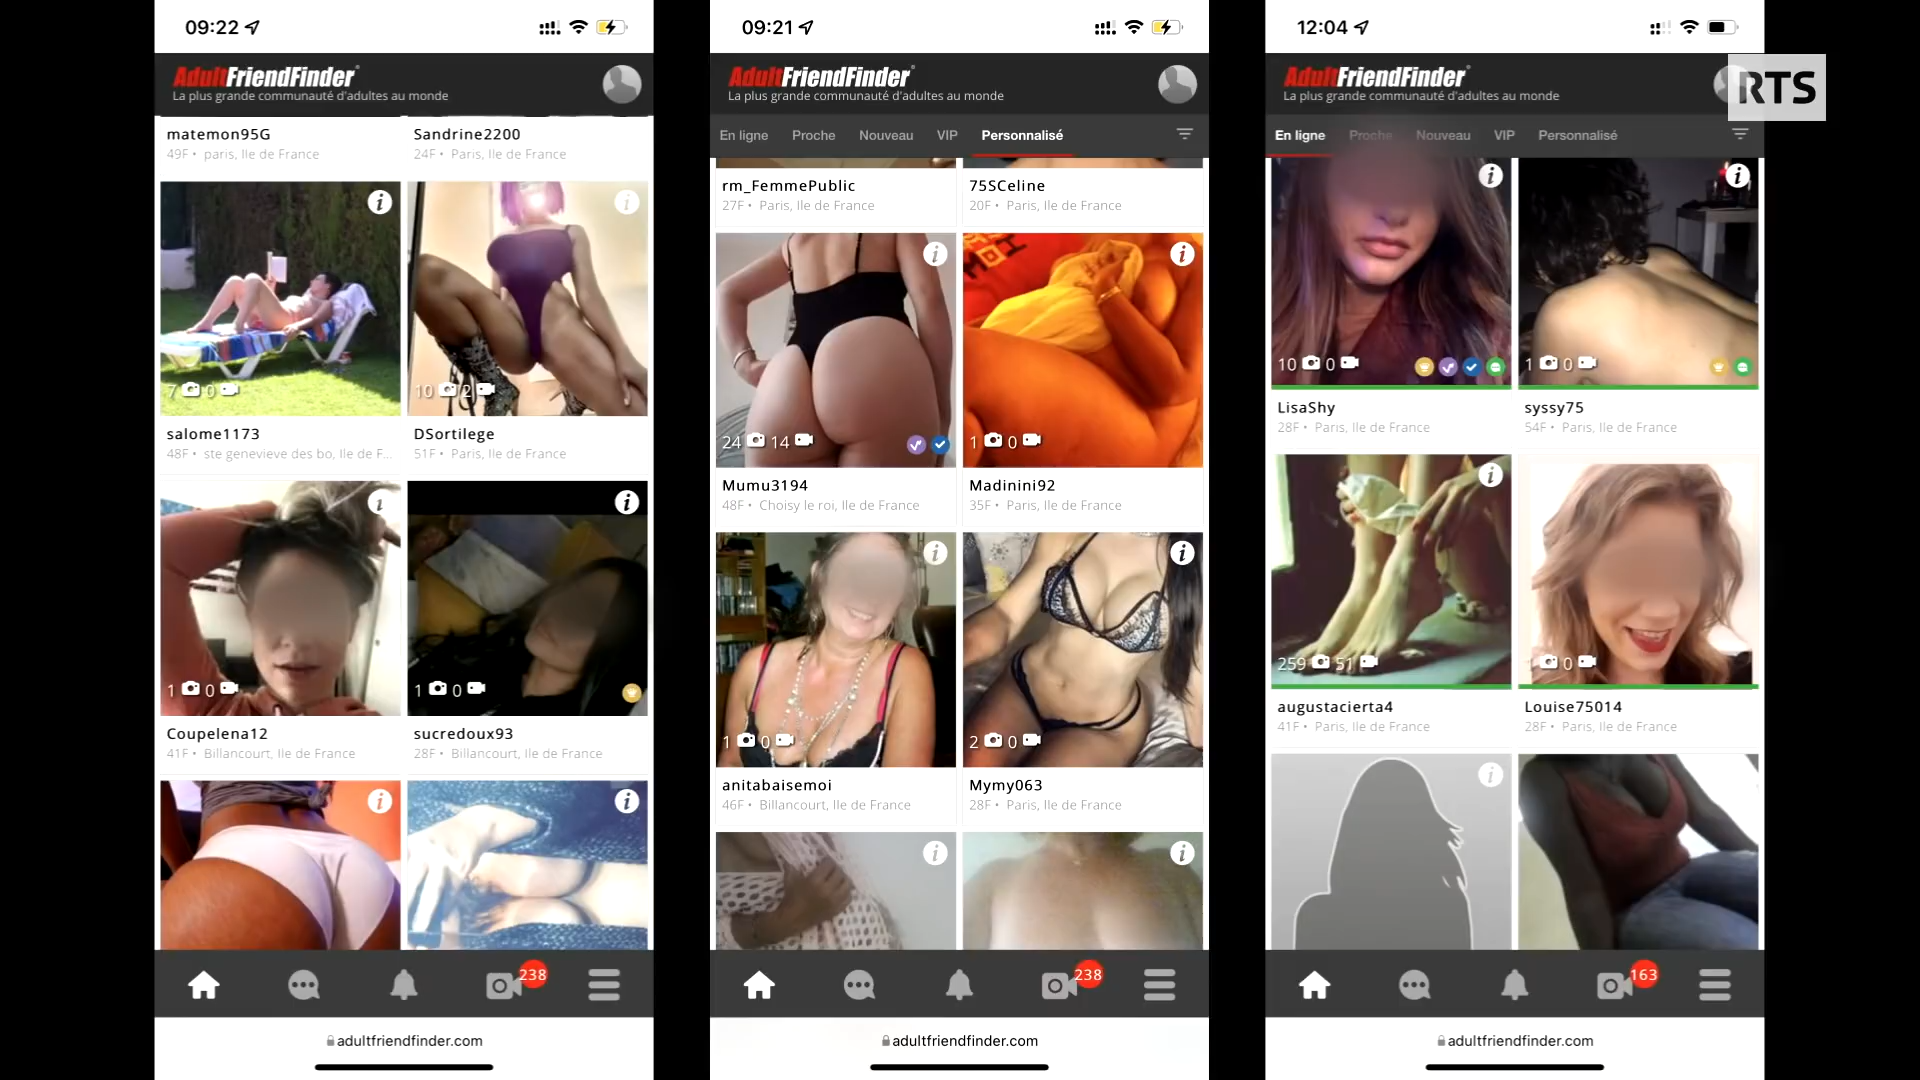 09:22
AdultFriendFinder®
La plus grande communauté d'adultes au monde
matemon95G
49F • paris, Ile de France
Sandrine2200
24F • Paris, Ile de France
7 0
10 2
salome1173
48F • ste genevieve des bo, Ile de F...
DSortilege
51F • Paris, Ile de France
1 0
1 0
Coupelena12
41F • Billancourt, Ile de France
sucredoux93
28F • Billancourt, Ile de France
238
adultfriendfinder.com
09:21
AdultFriendFinder®
La plus grande communauté d'adultes au monde
En ligne Proche Nouveau VIP Personnalisé
rm_FemmePublic
27F • Paris, Ile de France
75SCeline
20F • Paris, Ile de France
24 14
1 0
Mumu3194
48F • Choisy le roi, Ile de France
Madinini92
35F • Paris, Ile de France
1 0
2 0
anitabaisemoi
46F • Billancourt, Ile de France
Mymy063
28F • Paris, Ile de France
238
adultfriendfinder.com
12:04
RTS
AdultFriendFinder®
La plus grande communauté d'adultes au monde
En ligne Proche Nouveau VIP Personnalisé
10 0
1 0
LisaShy
28F • Paris, Ile de France
syssy75
54F • Paris, Ile de France
259 51
1 0
augustacierta4
41F • Paris, Ile de France
Louise75014
28F • Paris, Ile de France
163
adultfriendfinder.com